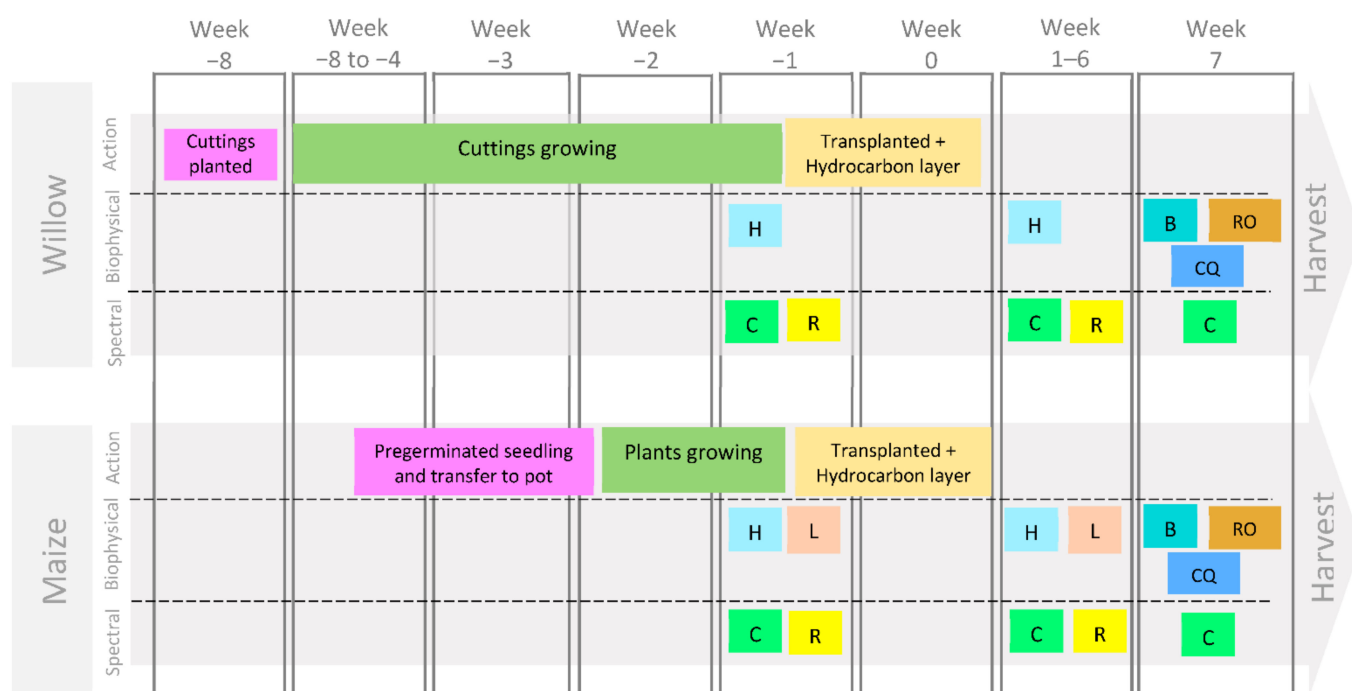 Week Week Week Week Week Week Week Week
−8 −8 to −4 −3 −2 −1 0 1–6 7
Willow
Action
Cuttings
planted
Cuttings growing
Transplanted +
Hydrocarbon layer
Biophysical
H H B RO
CQ
Spectral
C R C R C
Harvest
Maize
Action
Pregerminated seedling
and transfer to pot
Plants growing
Transplanted +
Hydrocarbon layer
Biophysical
H L H L B RO
CQ
Spectral
C R C R C
Harvest